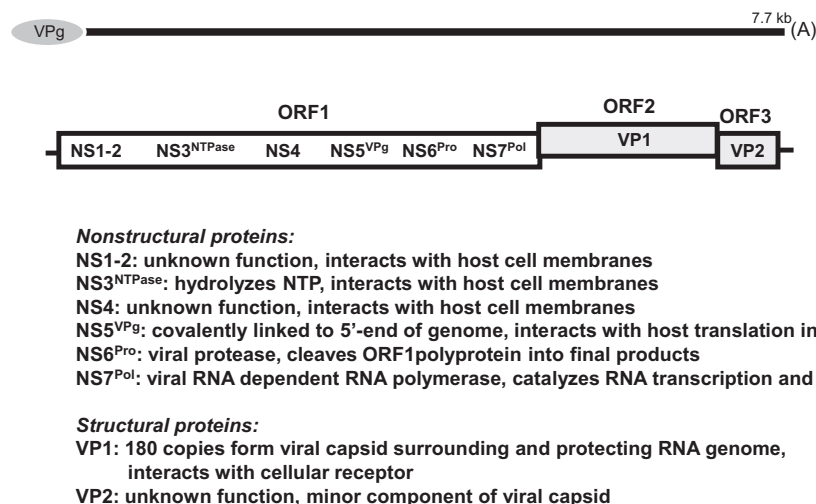 7.7 kb
VPg (A)
ORF1 ORF2 ORF3
NS1-2 NS3NTPase NS4 NS5VPg NS6Pro NS7Pol VP1 VP2
Nonstructural proteins:
NS1-2: unknown function, interacts with host cell membranes
NS3NTPase: hydrolyzes NTP, interacts with host cell membranes
NS4: unknown function, interacts with host cell membranes
NS5VPg: covalently linked to 5'-end of genome, interacts with host translation in
NS6Pro: viral protease, cleaves ORF1polyprotein into final products
NS7Pol: viral RNA dependent RNA polymerase, catalyzes RNA transcription and
Structural proteins:
VP1: 180 copies form viral capsid surrounding and protecting RNA genome,
interacts with cellular receptor
VP2: unknown function, minor component of viral capsid